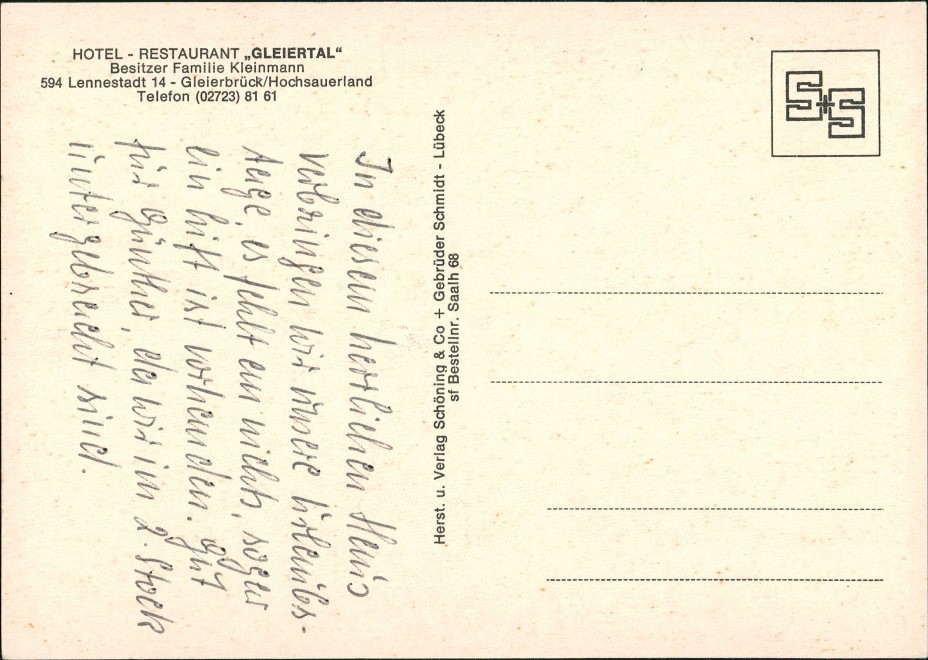 HOTEL - RESTAURANT „GLEIERTAL“
Besitzer Familie Kleinmann
594 Lennestadt 14 - Gleierbrück/Hochsauerland
Telefon (02723) 81 61
In diesem herrlichen Haus
verbringen wir unsere Urlaubs-
tage, es fehlt an nichts, sogar
ein Lift ist vorhanden. Gut
für Günther, da wir im 2. Stock
untergebracht sind.
Herst. u. Verlag Schöning & Co + Gebrüder Schmidt - Lübeck
sf Bestellnr. Saalh 68
S+S